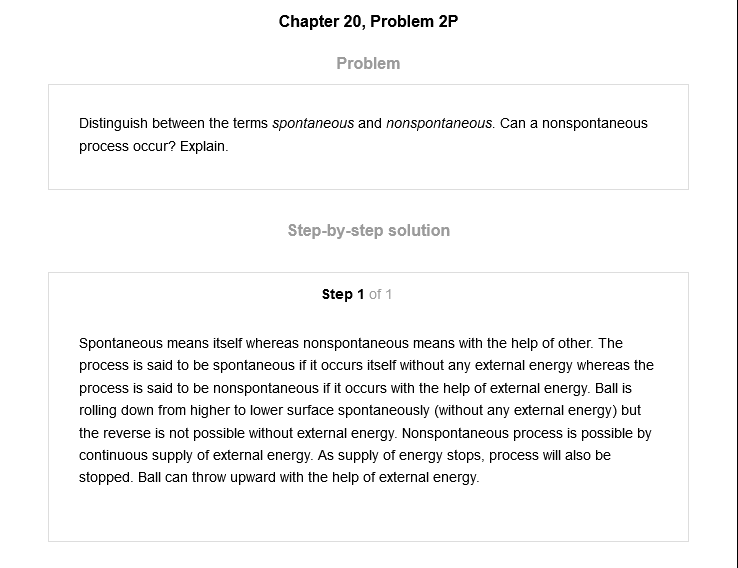 Chapter 20, Problem 2P
Problem
Distinguish between the terms spontaneous and nonspontaneous. Can a nonspontaneous
process occur? Explain.
Step-by-step solution
Step 1 of 1
Spontaneous means itself whereas nonspontaneous means with the help of other. The
process is said to be spontaneous if it occurs itself without any external energy whereas the
process is said to be nonspontaneous if it occurs with the help of external energy. Ball is
rolling down from higher to lower surface spontaneously (without any external energy) but
the reverse is not possible without external energy. Nonspontaneous process is possible by
continuous supply of external energy. As supply of energy stops, process will also be
stopped. Ball can throw upward with the help of external energy.